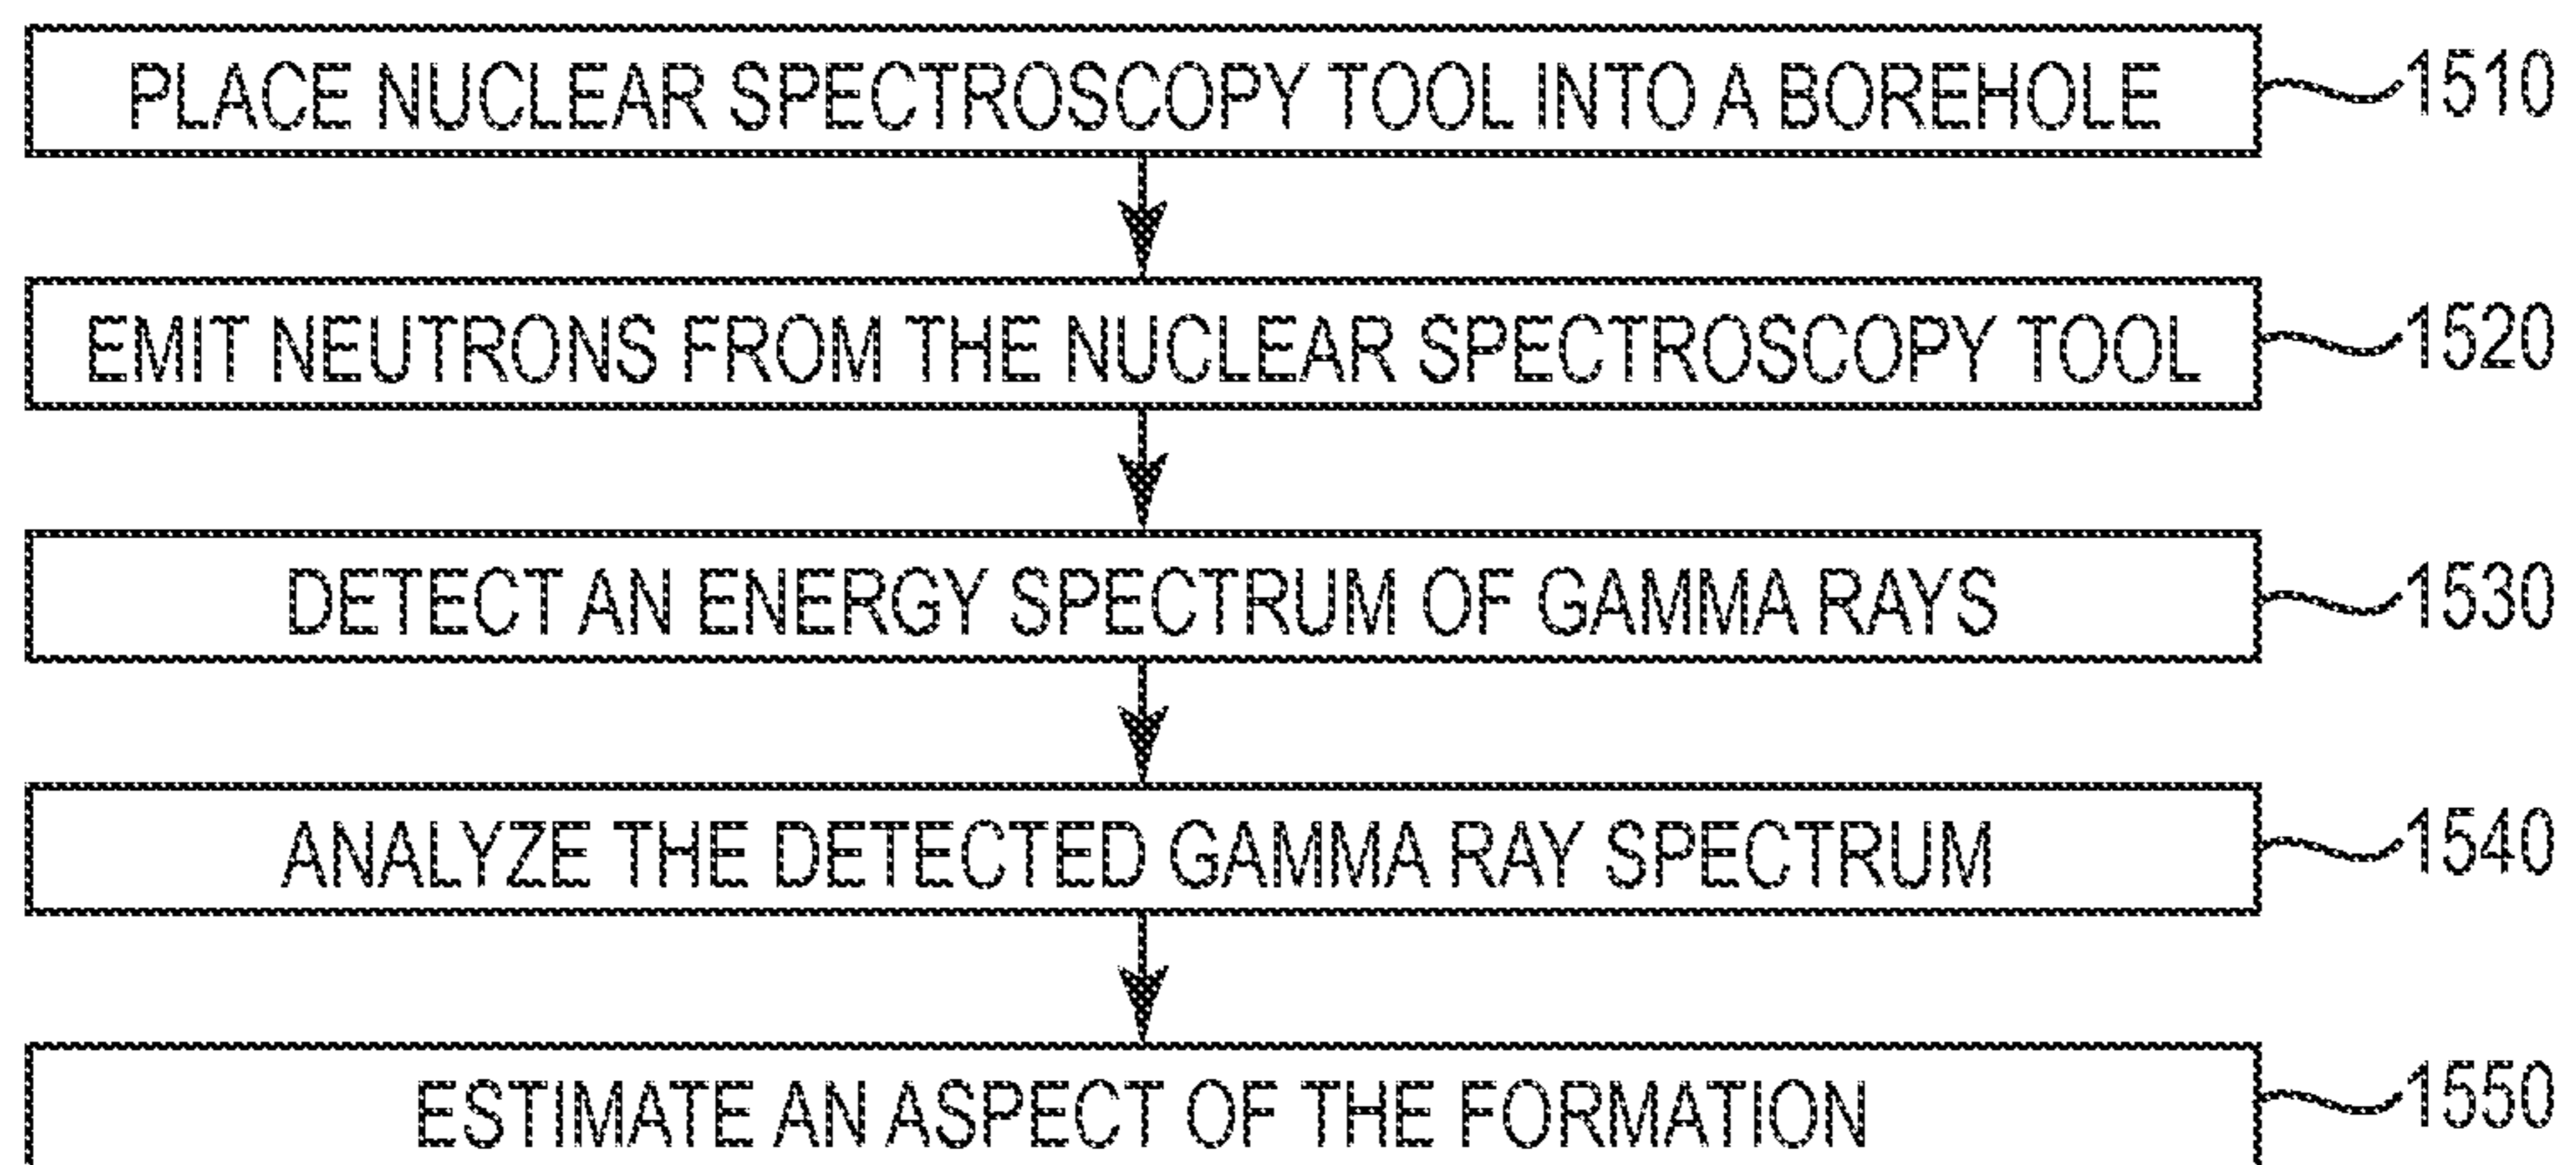 PLACE NUCLEAR SPECTROSCOPY TOOL INTO A BOREHOLE 1510
EMIT NEUTRONS FROM THE NUCLEAR SPECTROSCOPY TOOL 1520
DETECT AN ENERGY SPECTRUM OF GAMMA RAYS 1530
ANALYZE THE DETECTED GAMMA RAY SPECTRUM 1540
ESTIMATE AN ASPECT OF THE FORMATION 1550